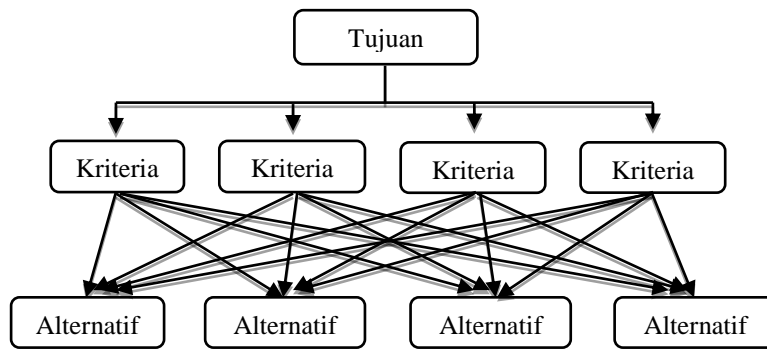 Tujuan
Kriteria
Kriteria
Kriteria
Kriteria
Alternatif
Alternatif
Alternatif
Alternatif